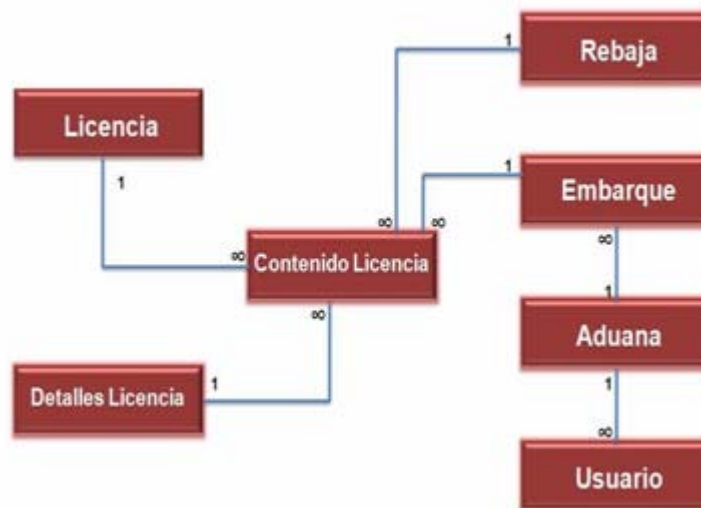 Rebaja
1
Licencia
1
Embarque
1
∞
∞
∞
Contenido Licencia
∞
∞
1
Aduana
1
Detalles Licencia
1
∞
Usuario